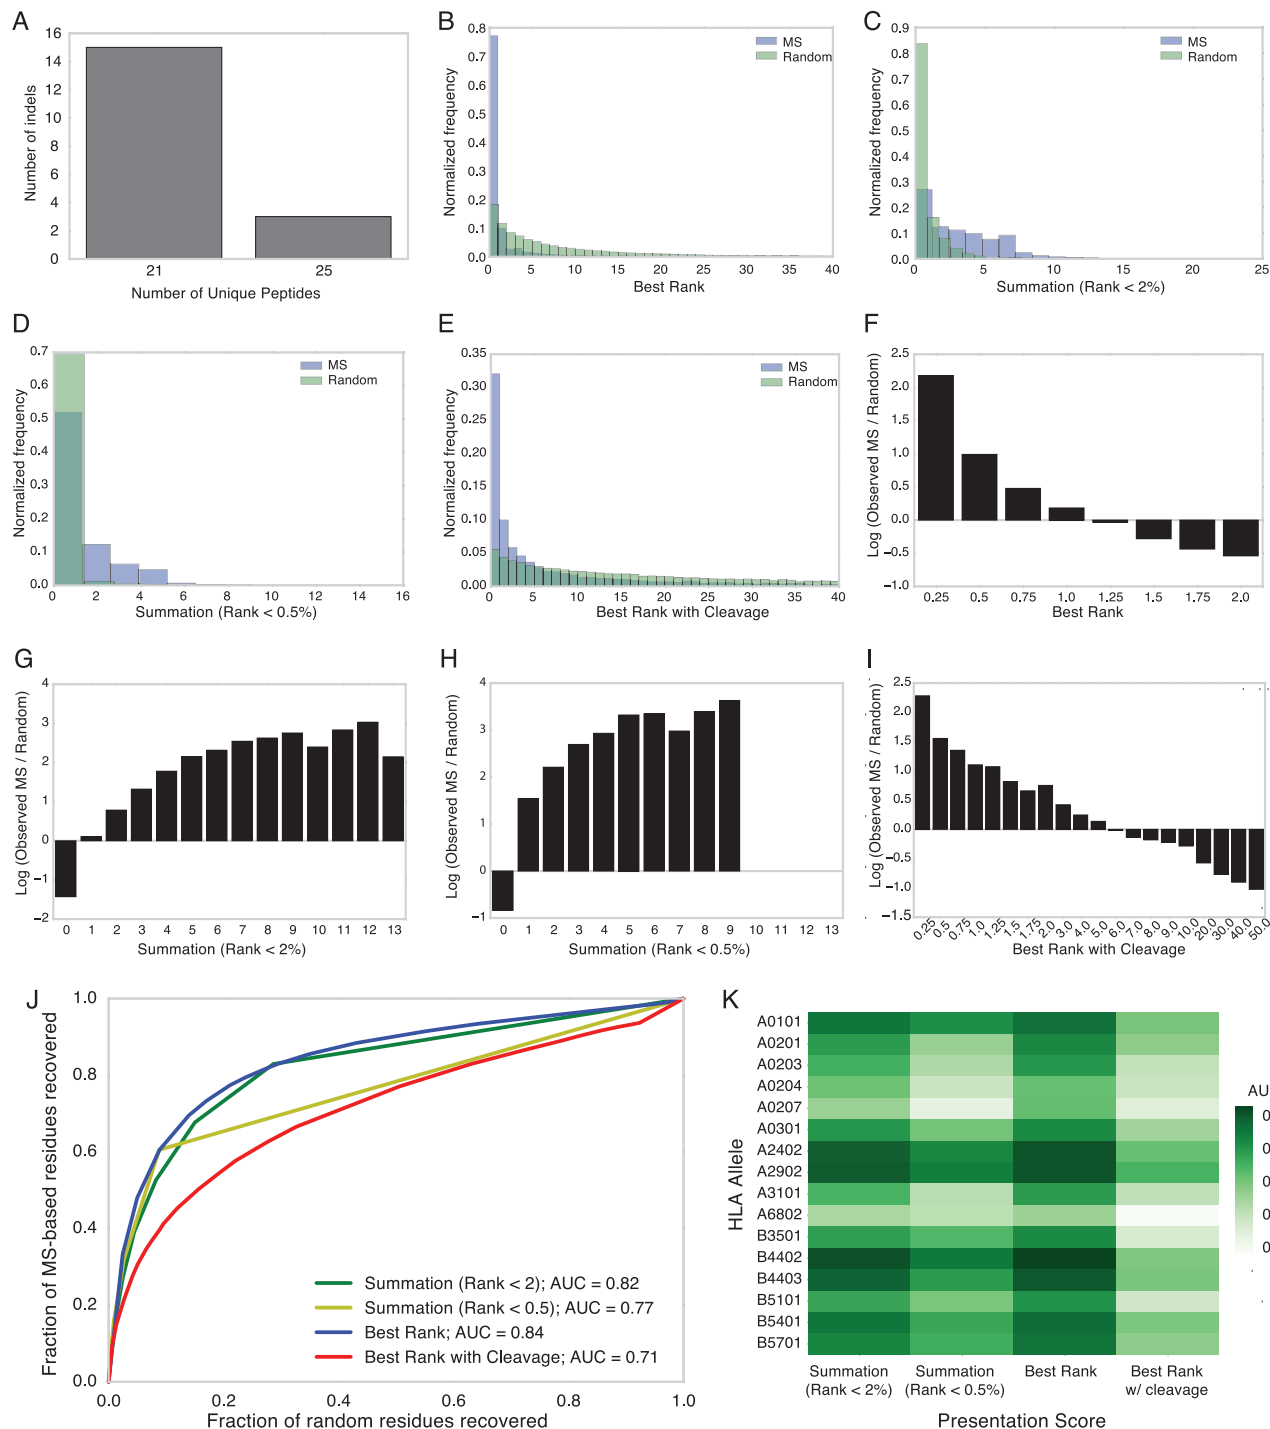 A
16
14
12
10
8
6
4
2
0
Number of indels
21 25
Number of Unique Peptides
B
0.8
0.7
0.6
0.5
0.4
0.3
0.2
0.1
0.0
Normalized frequency
MS
Random
0 5 10 15 20 25 30 35 40
Best Rank
C
0.9
0.8
0.7
0.6
0.5
0.4
0.3
0.2
0.1
0.0
Normalized frequency
MS
Random
0 5 10 15 20 25
Summation (Rank < 2%)
D
0.7
0.6
0.5
0.4
0.3
0.2
0.1
0.0
Normalized frequency
MS
Random
2 4 6 8 10 12 14 16
Summation (Rank < 0.5%)
E
0.35
0.30
0.25
0.20
0.15
0.10
0.05
0.00
Normalized frequency
MS
Random
0 5 10 15 20 25 30 35 40
Best Rank with Cleavage
F
2.5
2.0
1.5
1.0
0.5
0.0
−0.5
−1.0
Log (Observed MS / Random)
0.25 0.5 0.75 1.0 1.25 1.5 1.75 2.0
Best Rank
G
4
3
2
1
0
−1
−2
Log (Observed MS / Random)
0 1 2 3 4 5 6 7 8 9 10 11 12 13
Summation (Rank < 2%)
H
4
3
2
1
0
−1
Log (Observed MS / Random)
0 1 2 3 4 5 6 7 8 9 10 11 12 13
Summation (Rank < 0.5%)
I
2.5
2.0
1.5
1.0
0.5
0.0
−0.5
−1.0
−1.5
Log (Observed MS / Random)
0.25 0.5 0.75 1.0 1.25 1.5 1.75 2.0 3.0 4.0 5.0 6.0 7.0 8.0 9.0 10.0 20.0 30.0 40.0 50.0
Best Rank with Cleavage
J
1.0
0.8
0.6
0.4
0.2
0.0
Fraction of MS-based residues recovered
Summation (Rank < 2); AUC = 0.82
Summation (Rank < 0.5); AUC = 0.77
Best Rank; AUC = 0.84
Best Rank with Cleavage; AUC = 0.71
0.0 0.2 0.4 0.6 0.8 1.0
Fraction of random residues recovered
K
HLA Allele
A0101
A0201
A0203
A0204
A0207
A0301
A2402
A2902
A3101
A6802
B3501
B4402
B4403
B5101
B5401
B5701
AU
0
0
0
0
0
Summation Summation Best Rank Best Rank
(Rank < 2%) (Rank < 0.5%) w/ cleavage
Presentation Score